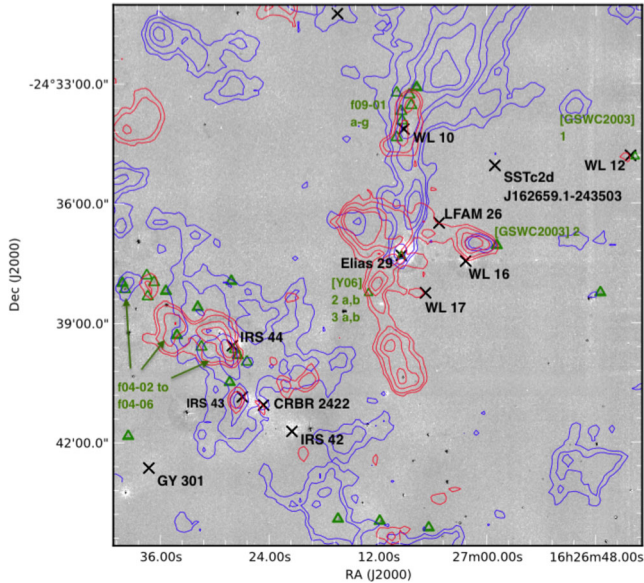 -24°33'00.0"
f09-01
a-g
WL 10
[GSWC2003]
1
WL 12
SSTc2d
J162659.1-243503
36'00.0"
LFAM 26
[GSWC2003] 2
Elias 29
WL 16
[Y06]
2 a,b
3 a,b
WL 17
Dec (J2000)
39'00.0"
IRS 44
f04-02 to
f04-06
IRS 43
CRBR 2422
IRS 42
42'00.0"
GY 301
36.00s
24.00s
12.00s
27m00.00s
16h26m48.00s
RA (J2000)